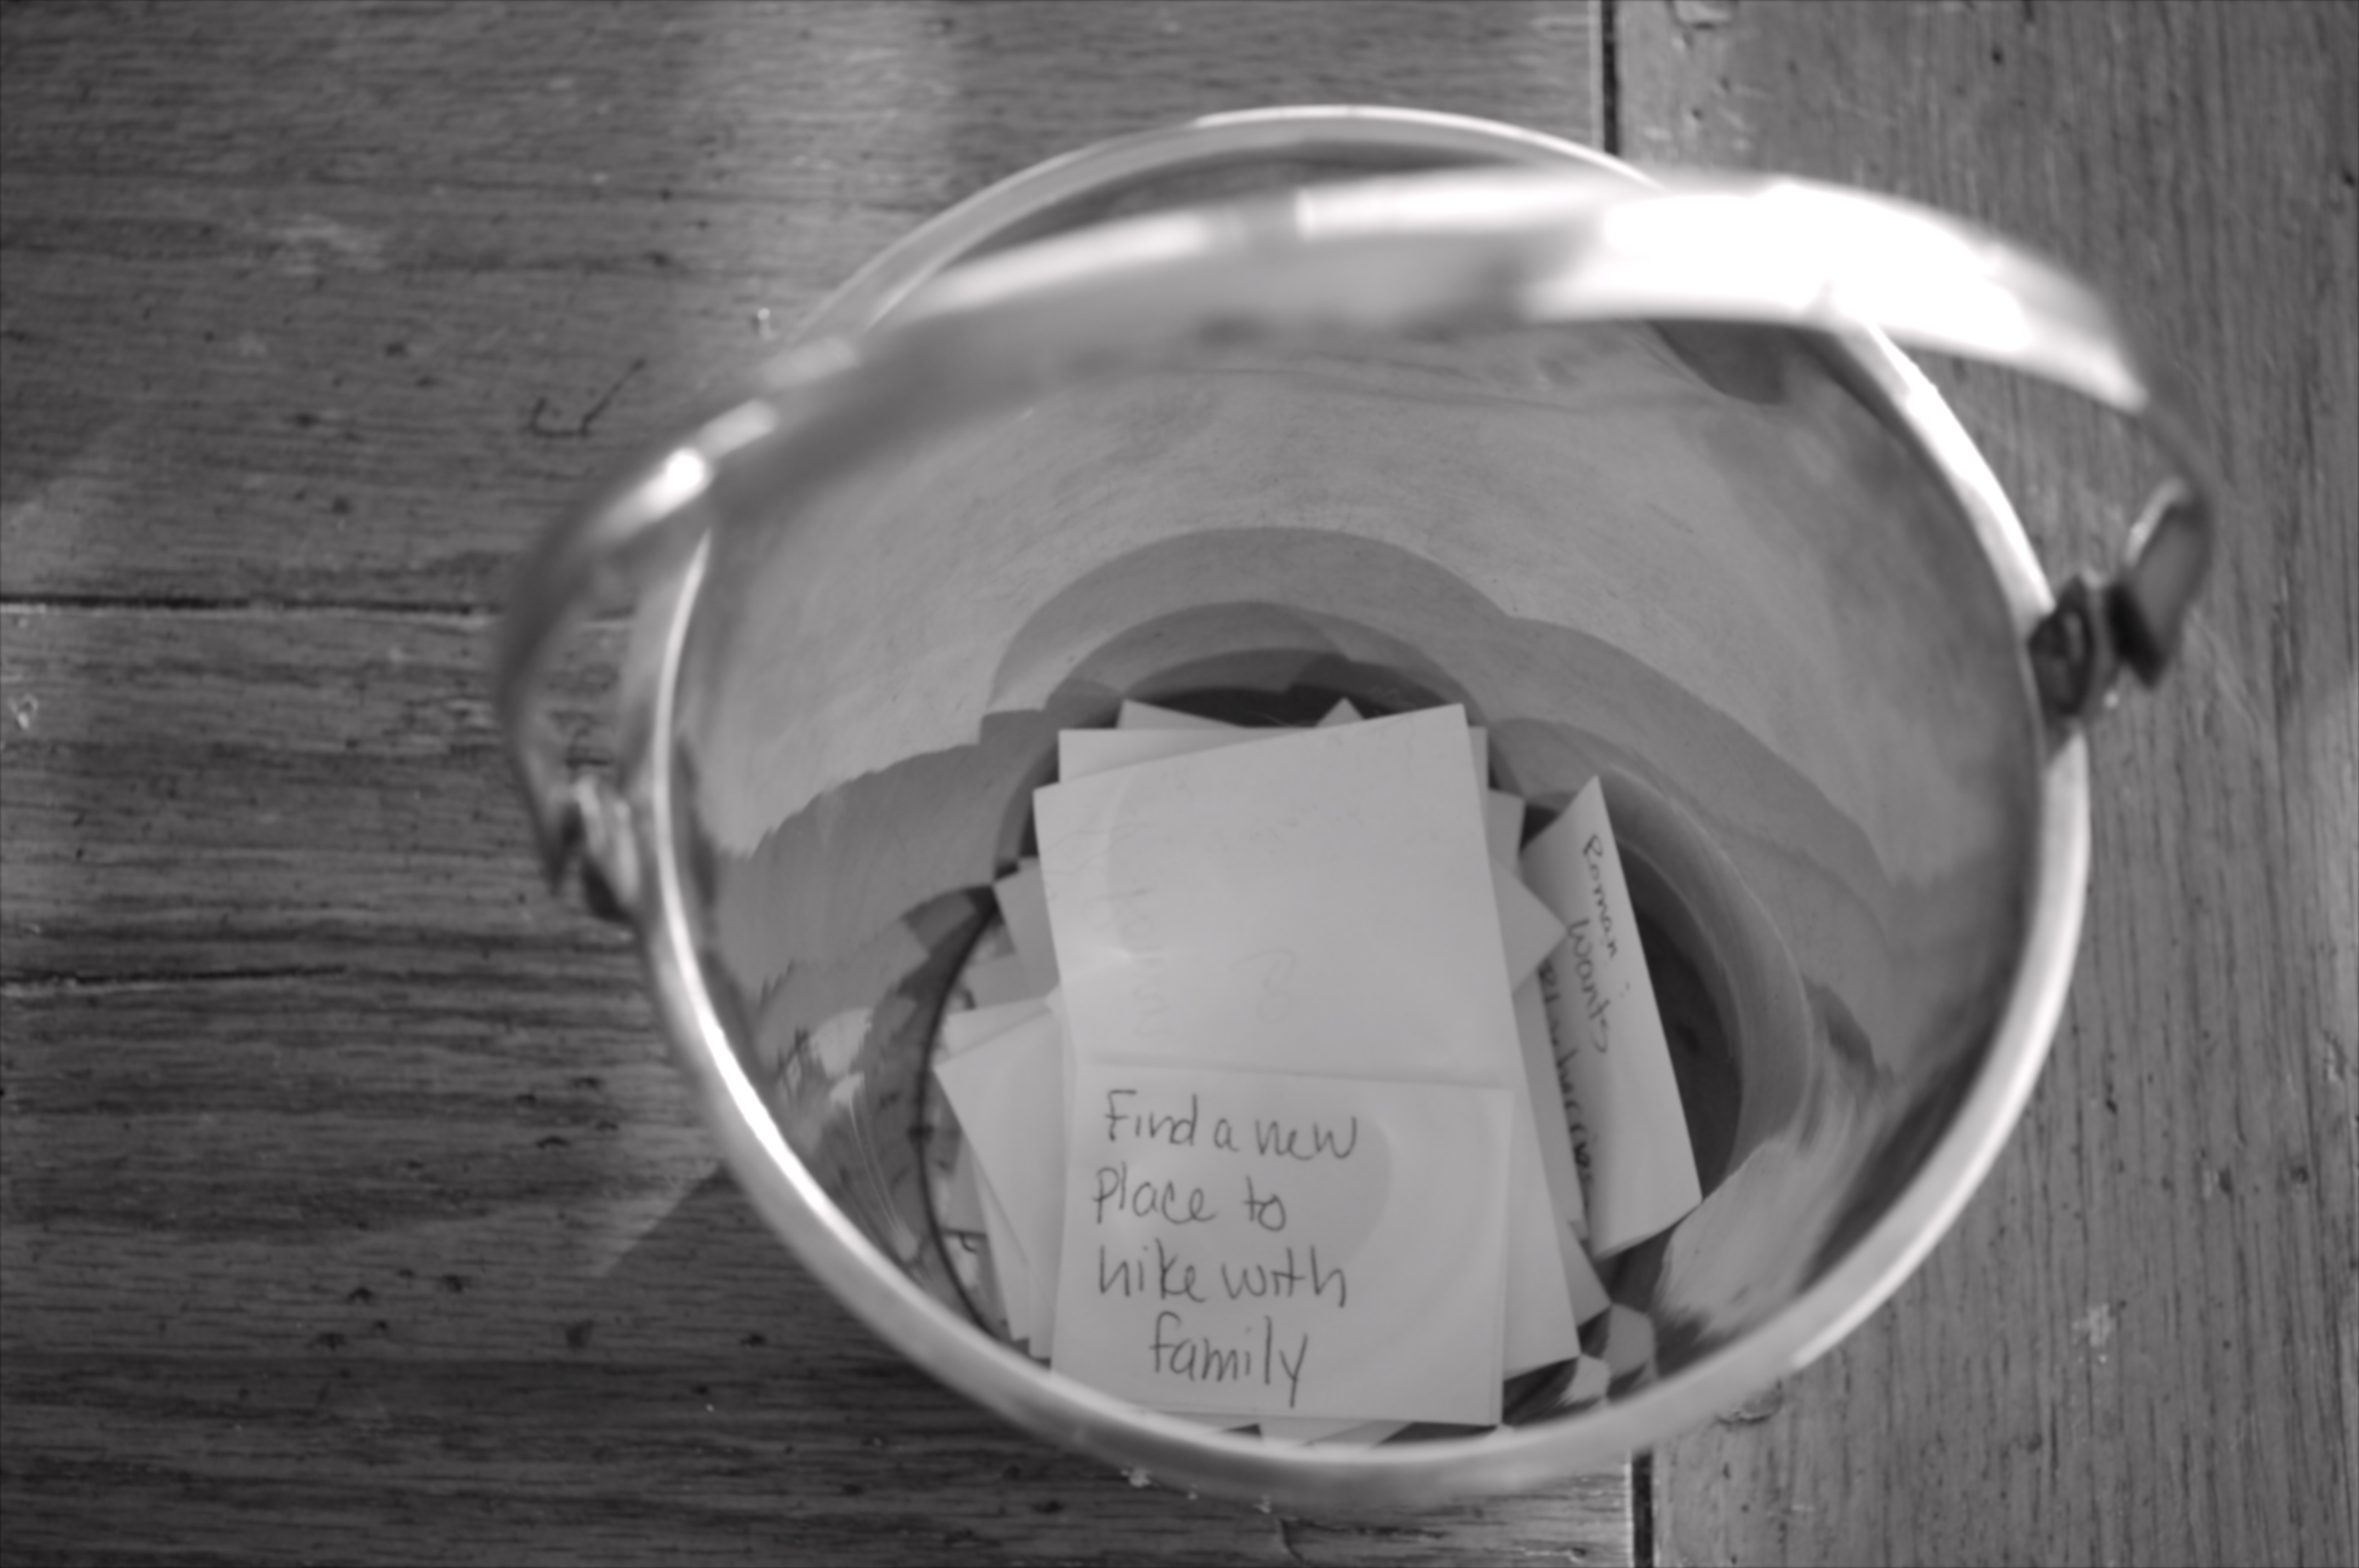 Find a new
place to
hike with
family
Roman
wants